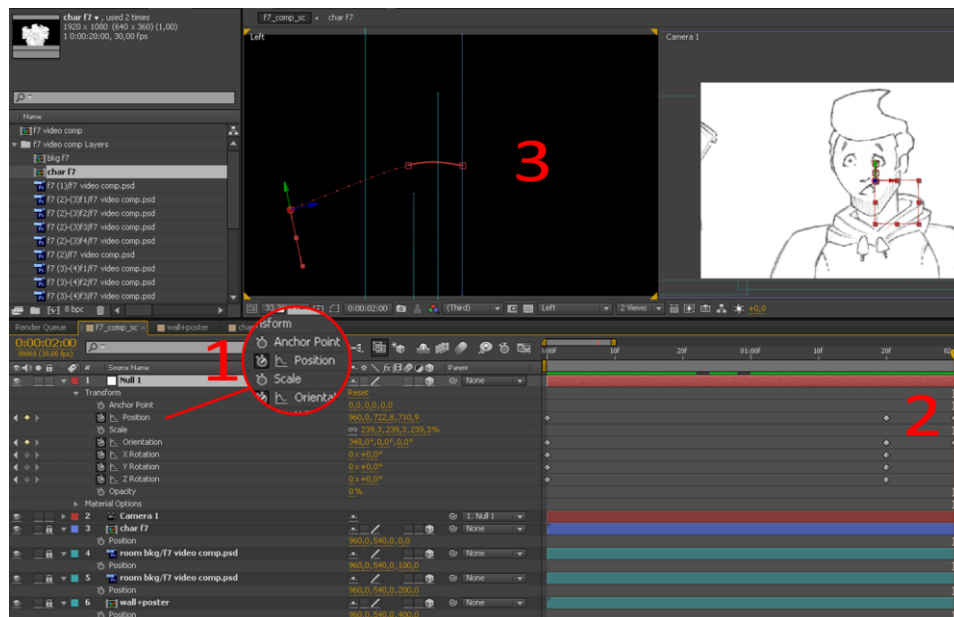 char f7 ▾ , used 2 times
1920 x 1080 (640 x 360) (1,00)
1 0:00:20:00, 30,00 fps)
Name
f7 video comp
f7 video comp Layers
bkg f7
char f7
f7 (1)/f7 video comp.psd
f7 (2)-(3)f1/f7 video comp.psd
f7 (2)-(3)f2/f7 video comp.psd
f7 (2)-(3)f3/f7 video comp.psd
f7 (2)-(3)f4/f7 video comp.psd
f7 (2)/f7 video comp.psd
f7 (3)-(4)f1/f7 video comp.psd
f7 (3)-(4)f2/f7 video comp.psd
f7 (3)-(4)f3/f7 video comp.psd
8 bpc
f7_comp_sc
char f7
Left
3
Camera 1
0:00:02:00
(Third)
Left
2 Views
+0,0
Render Queue
f7_comp_sc ×
wall+poster
0:00:02:00
00060 (30.00 fps)
1
nsform
Anchor Point
Position
Scale
Orientat
# Source Name
Parent
:00f
10f
20f
01:00f
10f
20f
2
1 Null 1
None
Transform
Reset
Anchor Point
0,0,0,0,0,0
Position
960,0,722,8,710,9
Scale
239,3,239,3,239,3%
Orientation
348,0°,0,0°,0,0°
X Rotation
0 x +0,0°
Y Rotation
0 x +0,0°
Z Rotation
0 x +0,0°
Opacity
0 %
Material Options
2 Camera 1
1. Null 1
3 char f7
None
Position
960,0,540,0,0,0
4 room bkg/f7 video comp.psd
None
Position
960,0,540,0,100,0
5 room bkg/f7 video comp.psd
None
Position
960,0,540,0,200,0
6 wall+poster
None
Position
960,0,540,0,400,0